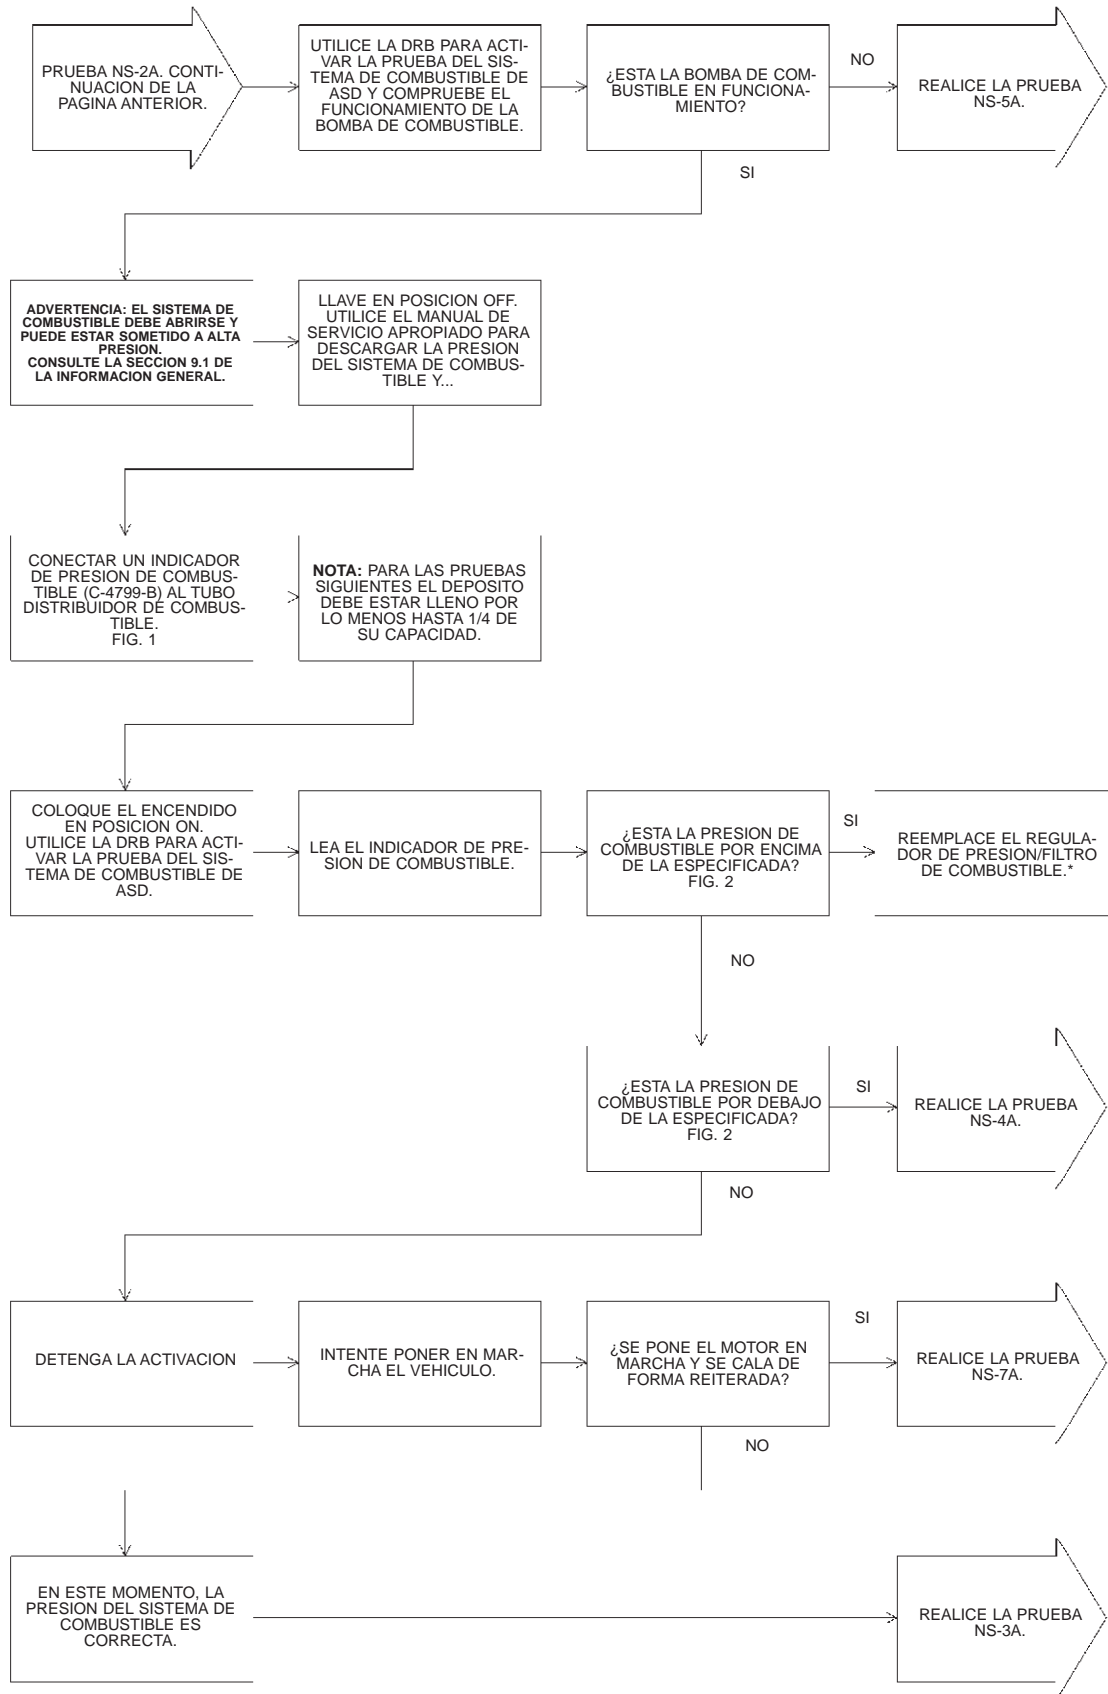 PRUEBA NS-2A. CONTI-
NUACION DE LA
PAGINA ANTERIOR.
UTILICE LA DRB PARA ACTI-
VAR LA PRUEBA DEL SIS-
TEMA DE COMBUSTIBLE DE
ASD Y COMPRUEBE EL
FUNCIONAMIENTO DE LA
BOMBA DE COMBUSTIBLE.
¿ESTA LA BOMBA DE COM-
BUSTIBLE EN FUNCIONA-
MIENTO?
NO
REALICE LA PRUEBA
NS-5A.
SI
ADVERTENCIA: EL SISTEMA DE
COMBUSTIBLE DEBE ABRIRSE Y
PUEDE ESTAR SOMETIDO A ALTA
PRESION.
CONSULTE LA SECCION 9.1 DE
LA INFORMACION GENERAL.
LLAVE EN POSICION OFF.
UTILICE EL MANUAL DE
SERVICIO APROPIADO PARA
DESCARGAR LA PRESION
DEL SISTEMA DE COMBUS-
TIBLE Y...
CONECTAR UN INDICADOR
DE PRESION DE COMBUS-
TIBLE (C-4799-B) AL TUBO
DISTRIBUIDOR DE COMBUS-
TIBLE.
FIG. 1
NOTA: PARA LAS PRUEBAS
SIGUIENTES EL DEPOSITO
DEBE ESTAR LLENO POR
LO MENOS HASTA 1/4 DE
SU CAPACIDAD.
COLOQUE EL ENCENDIDO
EN POSICION ON.
UTILICE LA DRB PARA ACTI-
VAR LA PRUEBA DEL SIS-
TEMA DE COMBUSTIBLE DE
ASD.
LEA EL INDICADOR DE PRE-
SION DE COMBUSTIBLE.
¿ESTA LA PRESION DE
COMBUSTIBLE POR ENCIMA
DE LA ESPECIFICADA?
FIG. 2
SI
REEMPLACE EL REGULA-
DOR DE PRESION/FILTRO
DE COMBUSTIBLE.*
NO
¿ESTA LA PRESION DE
COMBUSTIBLE POR DEBAJO
DE LA ESPECIFICADA?
FIG. 2
SI
REALICE LA PRUEBA
NS-4A.
NO
DETENGA LA ACTIVACION
INTENTE PONER EN MAR-
CHA EL VEHICULO.
¿SE PONE EL MOTOR EN
MARCHA Y SE CALA DE
FORMA REITERADA?
SI
REALICE LA PRUEBA
NS-7A.
NO
EN ESTE MOMENTO, LA
PRESION DEL SISTEMA DE
COMBUSTIBLE ES
CORRECTA.
REALICE LA PRUEBA
NS-3A.